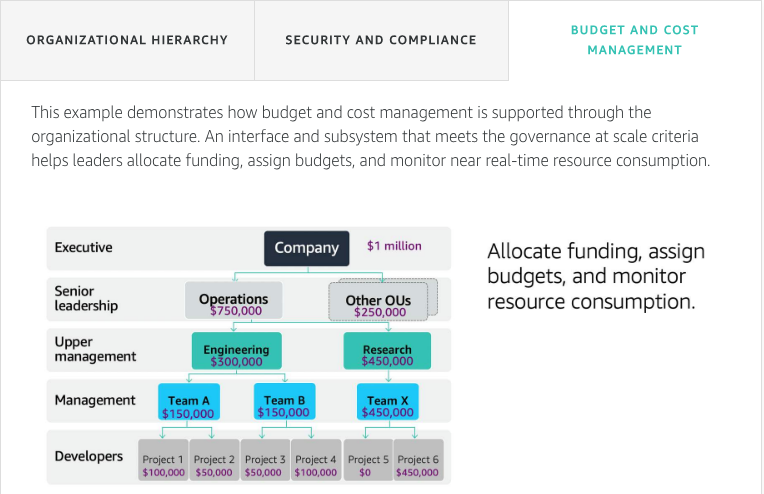 ORGANIZATIONAL HIERARCHY
SECURITY AND COMPLIANCE
BUDGET AND COST
MANAGEMENT
This example demonstrates how budget and cost management is supported through the
organizational structure. An interface and subsystem that meets the governance at scale criteria
helps leaders allocate funding, assign budgets, and monitor near real-time resource consumption.
Executive
Company
$1 million
Senior
leadership
Operations
$750,000
Other OUs
$250,000
Upper
management
Engineering
$300,000
Research
$450,000
Management
Team A
$150,000
Team B
$150,000
Team X
$450,000
Developers
Project 1
$100,000
Project 2
$50,000
Project 3
$50,000
Project 4
$100,000
Project 5
$0
Project 6
$450,000
Allocate funding, assign
budgets, and monitor
resource consumption.